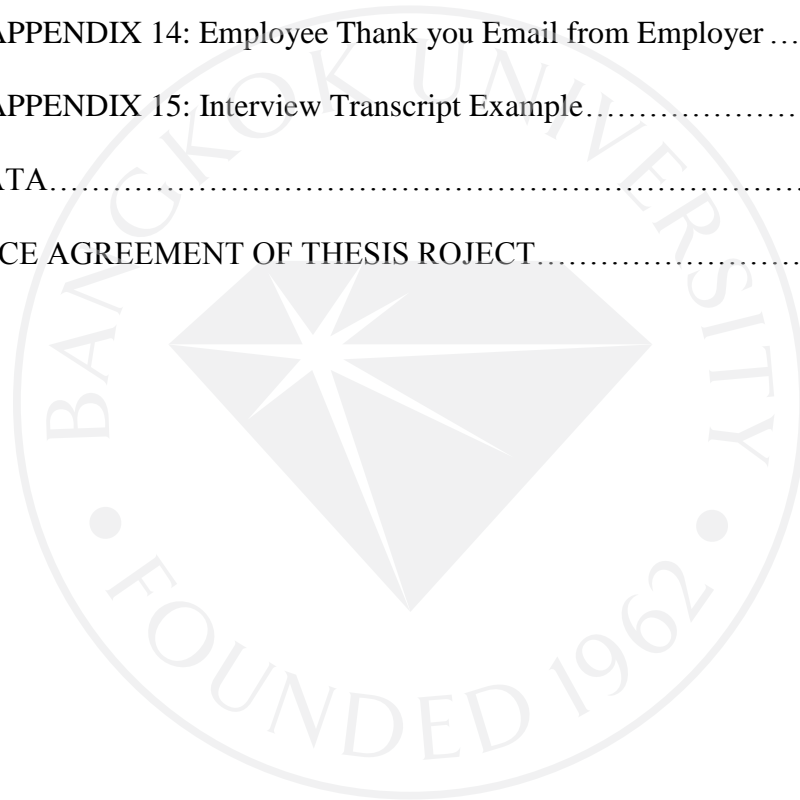 APPENDIX 14: Employee Thank you Email from Employer …
APPENDIX 15: Interview Transcript Example…………………
ATA………………………………………………………………
CE AGREEMENT OF THESIS ROJECT………………………
BANGKOK UNIVERSITY
FOUNDED 1962